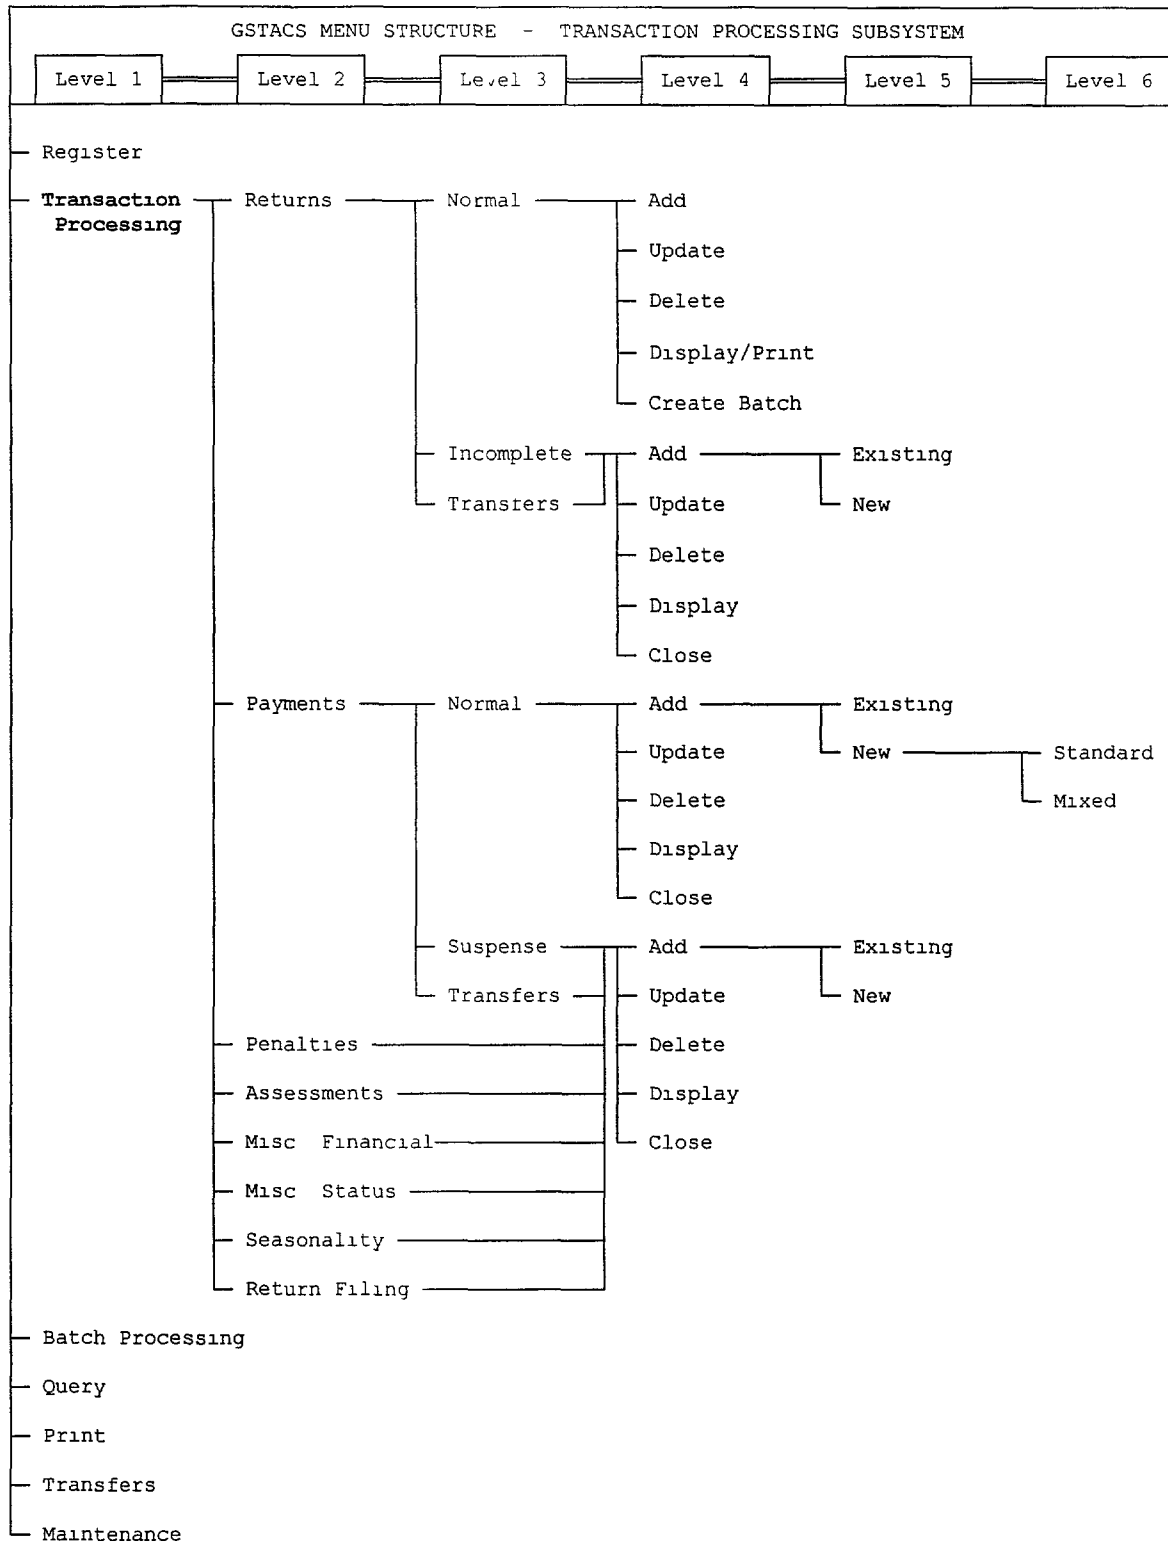 GSTACS MENU STRUCTURE - TRANSACTION PROCESSING SUBSYSTEM
Level 1 Level 2 Level 3 Level 4 Level 5 Level 6
Register
Transaction Returns Normal Add
Processing
Update
Delete
Display/Print
Create Batch
Incomplete Add Existing
Transfers Update New
Delete
Display
Close
Payments Normal Add Existing
Update New Standard
Delete Mixed
Display
Close
Suspense Add Existing
Transfers Update New
Penalties Delete
Assessments Display
Misc Financial Close
Misc Status
Seasonality
Return Filing
Batch Processing
Query
Print
Transfers
Maintenance